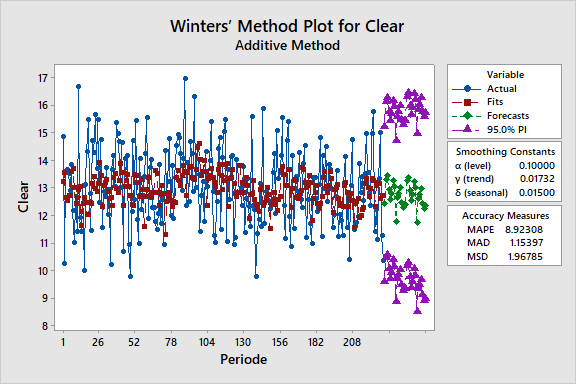 Winters’ Method Plot for Clear
Additive Method
17
16
15
14
13
12
11
10
9
8
Clear
1 26 52 78 104 130 156 182 208
Periode
Variable
Actual
Fits
Forecasts
95.0% PI
Smoothing Constants
α (level) 0.10000
γ (trend) 0.01732
δ (seasonal) 0.01500
Accuracy Measures
MAPE 8.92308
MAD 1.15397
MSD 1.96785